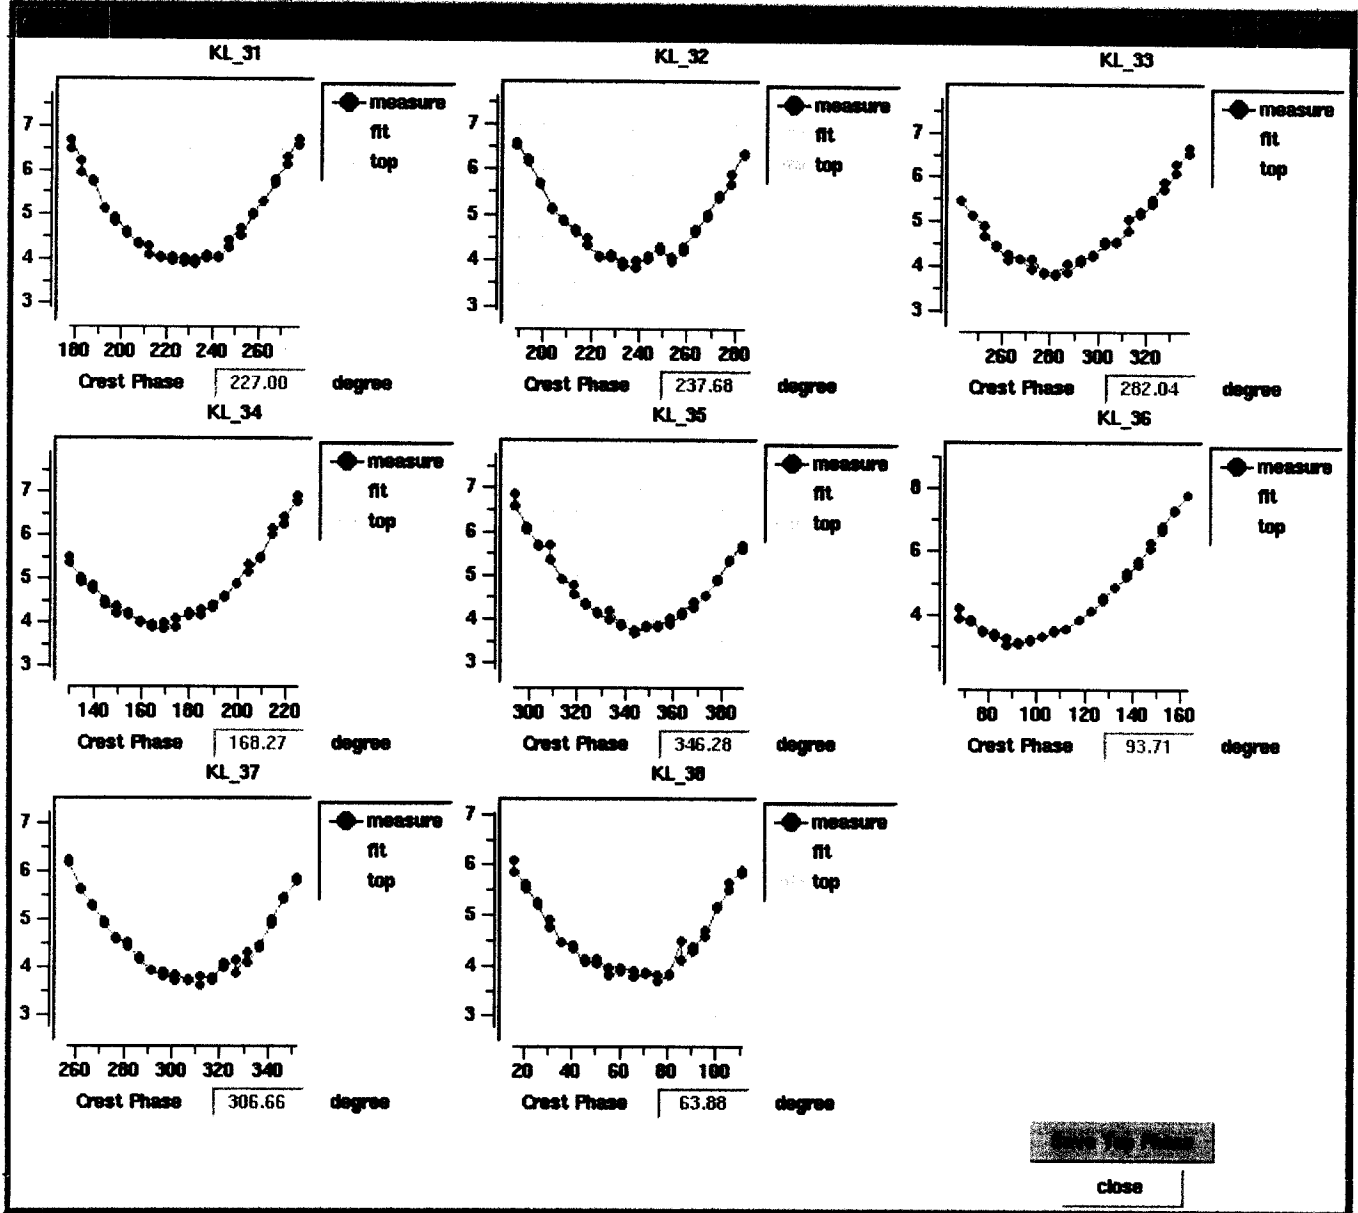 KL_31
KL_32
KL_33
measure
fit
top
measure
fit
top
measure
fit
top
7
6
5
4
3
7
6
5
4
3
7
6
5
4
3
180 200 220 240 260
200 220 240 260 280
260 280 300 320
Crest Phase 227.00 degree
Crest Phase 237.68 degree
Crest Phase 282.04 degree
KL_34
KL_35
KL_36
measure
fit
top
measure
fit
top
measure
fit
top
7
6
5
4
3
7
6
5
4
3
8
6
4
140 160 180 200 220
300 320 340 360 380
80 100 120 140 160
Crest Phase 168.27 degree
Crest Phase 346.28 degree
Crest Phase 93.71 degree
KL_37
KL_38
measure
fit
top
measure
fit
top
7
6
5
4
3
7
6
5
4
3
260 280 300 320 340
20 40 60 80 100
Crest Phase 306.66 degree
Crest Phase 63.88 degree
Save Top Phase
close